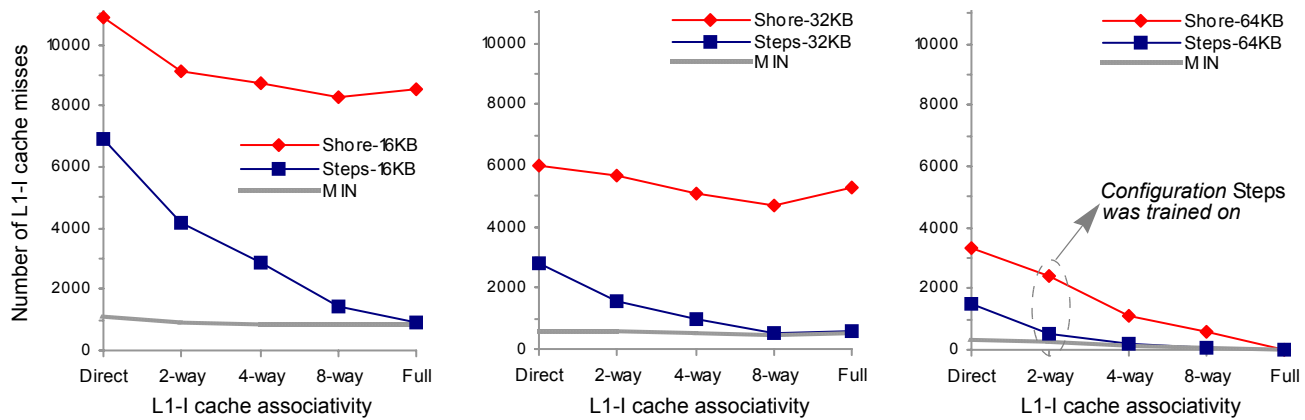 Number of L1-I cache misses
10000
8000
6000
4000
2000
0
Shore-16KB
Steps-16KB
MIN
Direct 2-way 4-way 8-way Full
L1-I cache associativity
Shore-32KB
Steps-32KB
MIN
10000
8000
6000
4000
2000
0
Direct 2-way 4-way 8-way Full
L1-I cache associativity
Shore-64KB
Steps-64KB
MIN
10000
8000
6000
4000
2000
0
Configuration Steps
was trained on
Direct 2-way 4-way 8-way Full
L1-I cache associativity